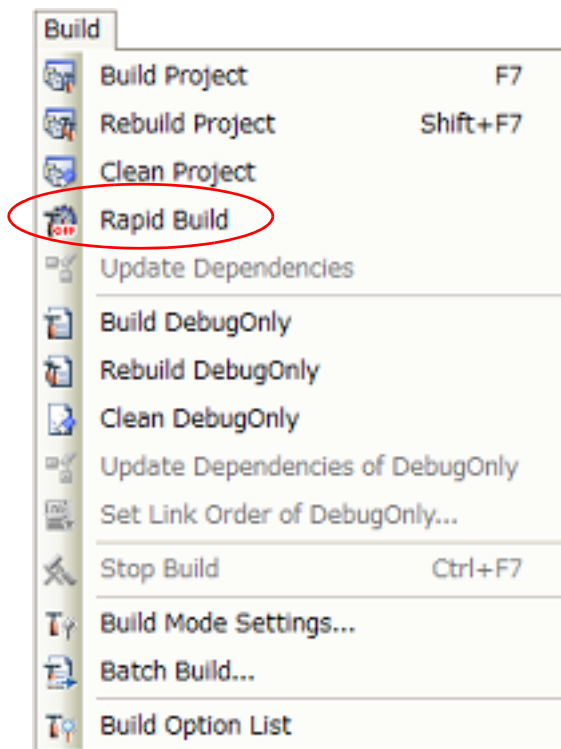 Build
Build Project F7
Rebuild Project Shift+F7
Clean Project
OFF Rapid Build
Update Dependencies
Build DebugOnly
Rebuild DebugOnly
Clean DebugOnly
Update Dependencies of DebugOnly
Set Link Order of DebugOnly...
Stop Build Ctrl+F7
Build Mode Settings...
Batch Build...
Build Option List